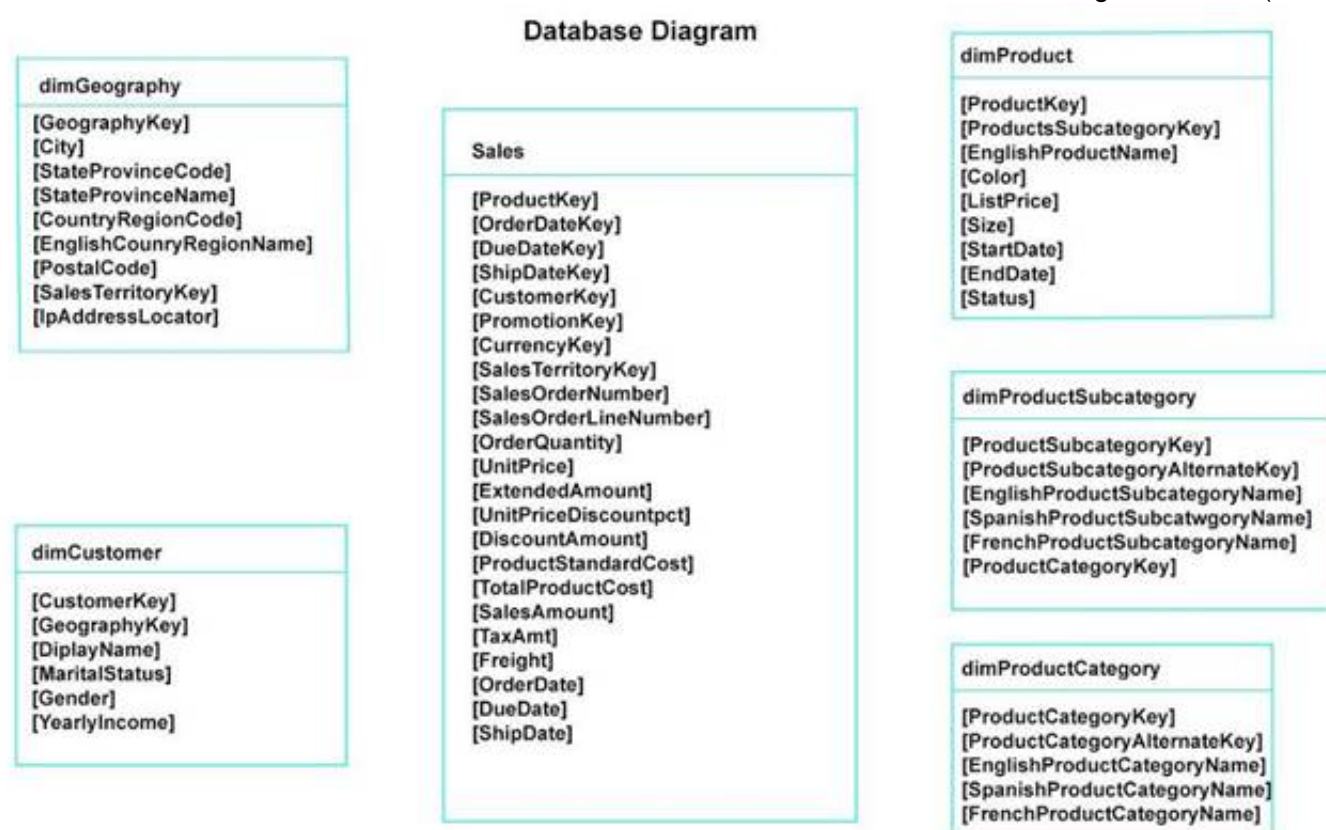 Database Diagram
dimGeography
[GeographyKey]
[City]
[StateProvinceCode]
[StateProvinceName]
[CountryRegionCode]
[EnglishCounryRegionName]
[PostalCode]
[SalesTerritoryKey]
[IpAddressLocator]
dimCustomer
[CustomerKey]
[GeographyKey]
[DiplayName]
[MaritalStatus]
[Gender]
[YearlyIncome]
Sales
[ProductKey]
[OrderDateKey]
[DueDateKey]
[ShipDateKey]
[CustomerKey]
[PromotionKey]
[CurrencyKey]
[SalesTerritoryKey]
[SalesOrderNumber]
[SalesOrderLineNumber]
[OrderQuantity]
[UnitPrice]
[ExtendedAmount]
[UnitPriceDiscountpct]
[DiscountAmount]
[ProductStandardCost]
[TotalProductCost]
[SalesAmount]
[TaxAmt]
[Freight]
[OrderDate]
[DueDate]
[ShipDate]
dimProduct
[ProductKey]
[ProductsSubcategoryKey]
[EnglishProductName]
[Color]
[ListPrice]
[Size]
[StartDate]
[EndDate]
[Status]
dimProductSubcategory
[ProductSubcategoryKey]
[ProductSubcategoryAlternateKey]
[EnglishProductSubcategoryName]
[SpanishProductSubcatwgoryName]
[FrenchProductSubcategoryName]
[ProductCategoryKey]
dimProductCategory
[ProductCategoryKey]
[ProductCategoryAlternateKey]
[EnglishProductCategoryName]
[SpanishProductCategoryName]
[FrenchProductCategoryName]